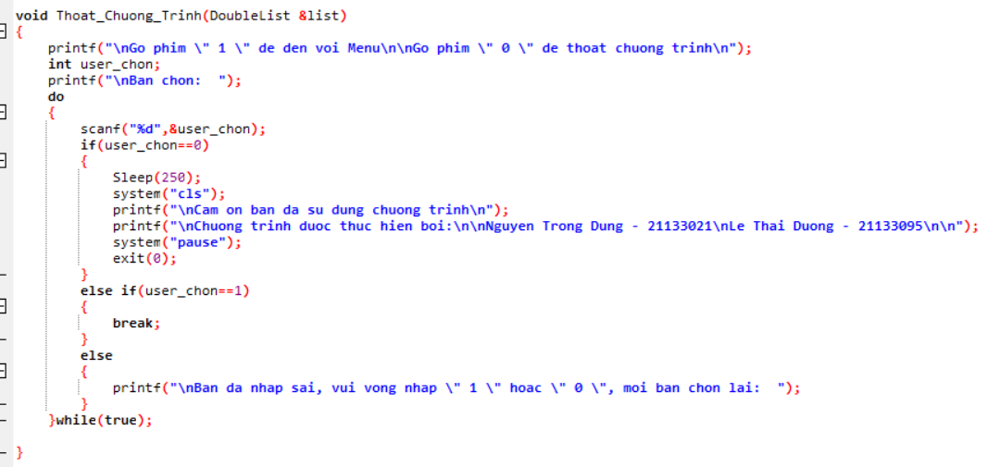 void Thoat_Chuong_Trinh(DoubleList &list)
{
    printf("\nGo phim \" 1 \" de den voi Menu\n\nGo phim \" 0 \" de thoat chuong trinh\n");
    int user_chon;
    printf("\nBan chon:  ");
    do
    {
        scanf("%d",&user_chon);
        if(user_chon==0)
        {
            Sleep(250);
            system("cls");
            printf("\nCam on ban da su dung chuong trinh\n");
            printf("\nChuong trinh duoc thuc hien boi:\n\nNguyen Trong Dung - 21133021\nLe Thai Duong - 21133095\n\n");
            system("pause");
            exit(0);
        }
        else if(user_chon==1)
        {
            break;
        }
        else
        {
            printf("\nBan da nhap sai, vui vong nhap \" 1 \" hoac \" 0 \", moi ban chon lai:  ");
        }
    }while(true);
}